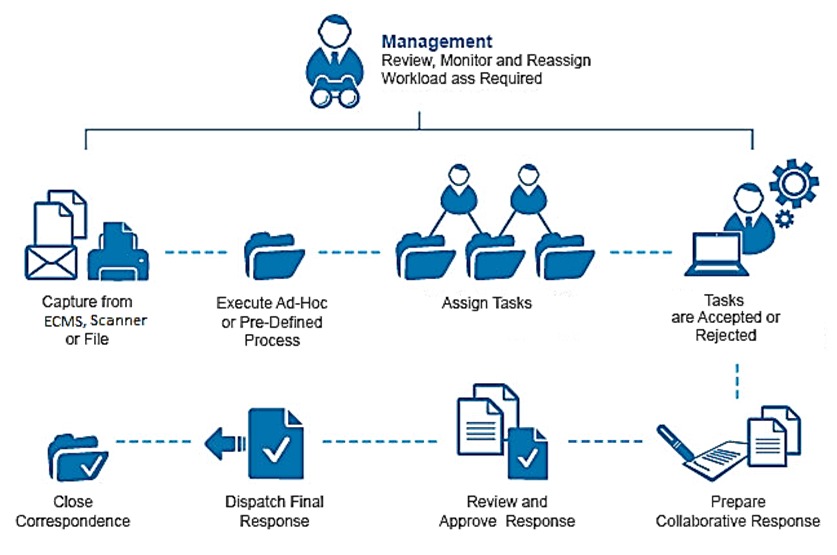 Management
Review, Monitor and Reassign
Workload ass Required
Capture from
ECMS, Scanner
or File
Execute Ad-Hoc
or Pre-Defined
Process
Assign Tasks
Tasks
are Accepted or
Rejected
Close
Correspondence
Dispatch Final
Response
Review and
Approve Response
Prepare
Collaborative Response